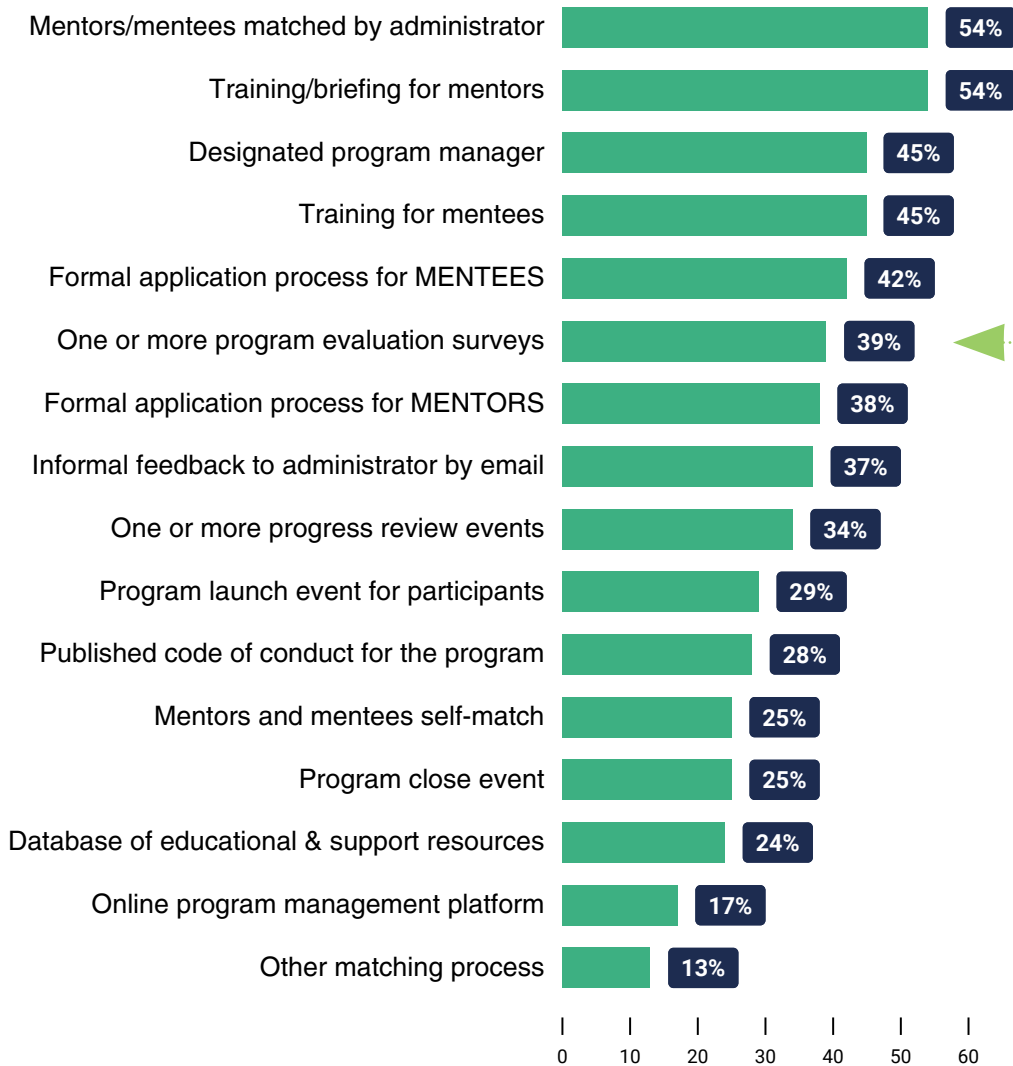 Mentors/mentees matched by administrator 54%
Training/briefing for mentors 54%
Designated program manager 45%
Training for mentees 45%
Formal application process for MENTEES 42%
One or more program evaluation surveys 39%
Formal application process for MENTORS 38%
Informal feedback to administrator by email 37%
One or more progress review events 34%
Program launch event for participants 29%
Published code of conduct for the program 28%
Mentors and mentees self-match 25%
Program close event 25%
Database of educational & support resources 24%
Online program management platform 17%
Other matching process 13%
0 10 20 30 40 50 60